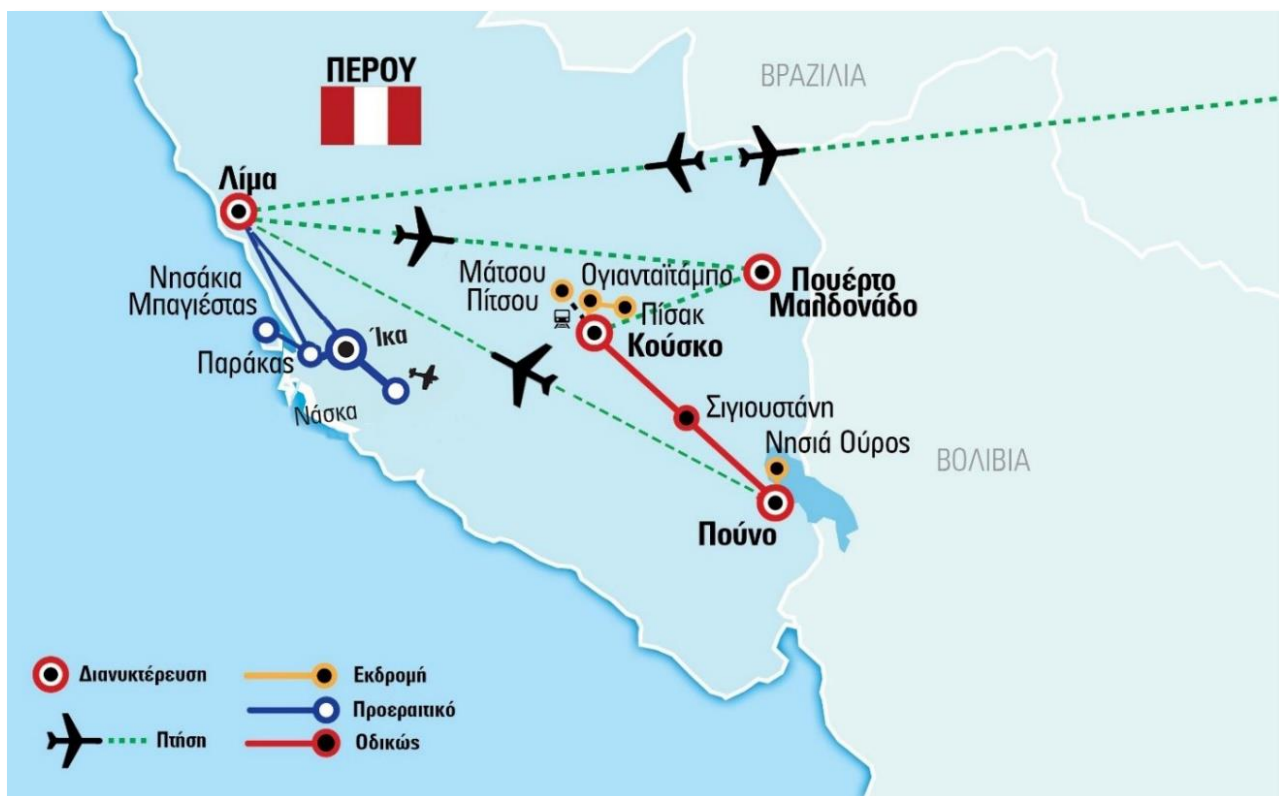 ΠΕΡΟΥ
ΒΡΑΖΙΛΙΑ
Λίμα
Νησάκια
Μπαγιέστας
Μάτσου
Πίτσου
Ογιανταϊτάμπο
Πίσακ
Πουέρτο
Μαλδονάδο
Ίκα
Κούσκο
Παράκας
Νάσκα
Σιγιουστάνη
Νησιά Ούρος
ΒΟΛΙΒΙΑ
Πούνο
Διανυκτέρευση
Πτήση
Εκδρομή
Προεραιτικό
Οδικώς